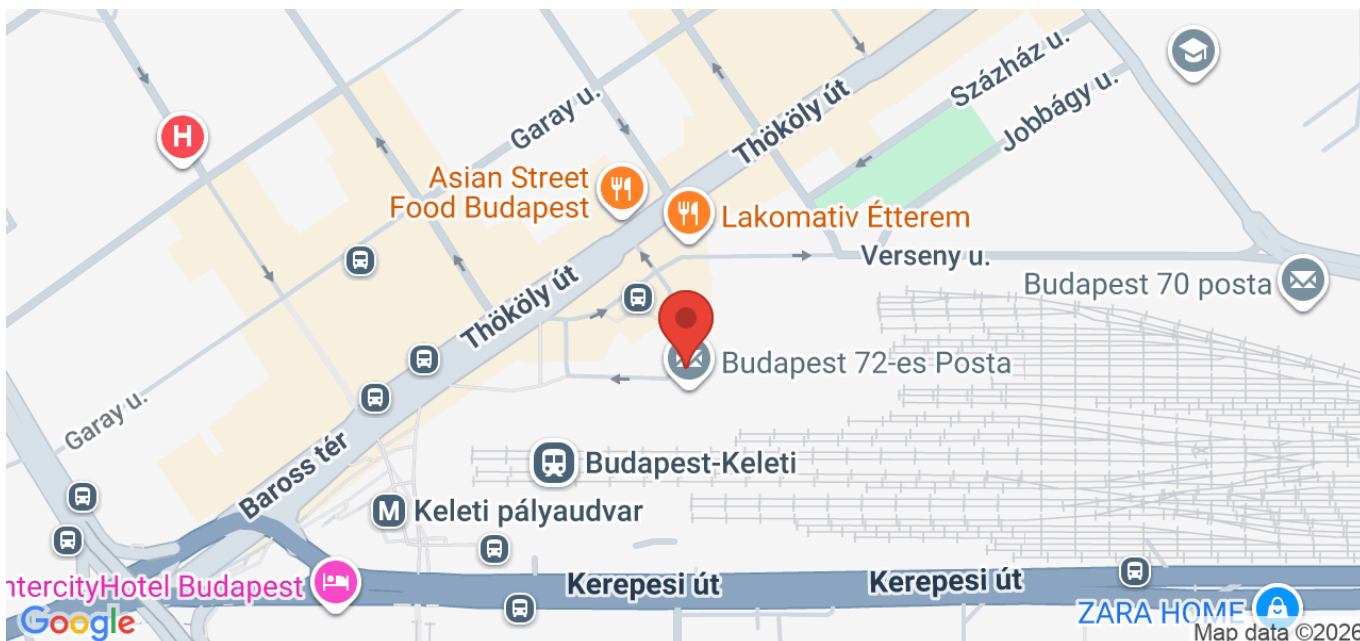 Százház u.
Jobbágy u.
Garay u.
Thököly út
H
Asian Street
Food Budapest
Lakomativ Étterem
Verseny u.
Budapest 70 posta
Thököly út
Budapest 72-es Posta
Garay u.
Baross tér
Budapest-Keleti
M
Keleti pályaudvar
ntercityHotel Budapest
Kerepesi út
Kerepesi út
ZARA HOME
Google
Map data ©2026